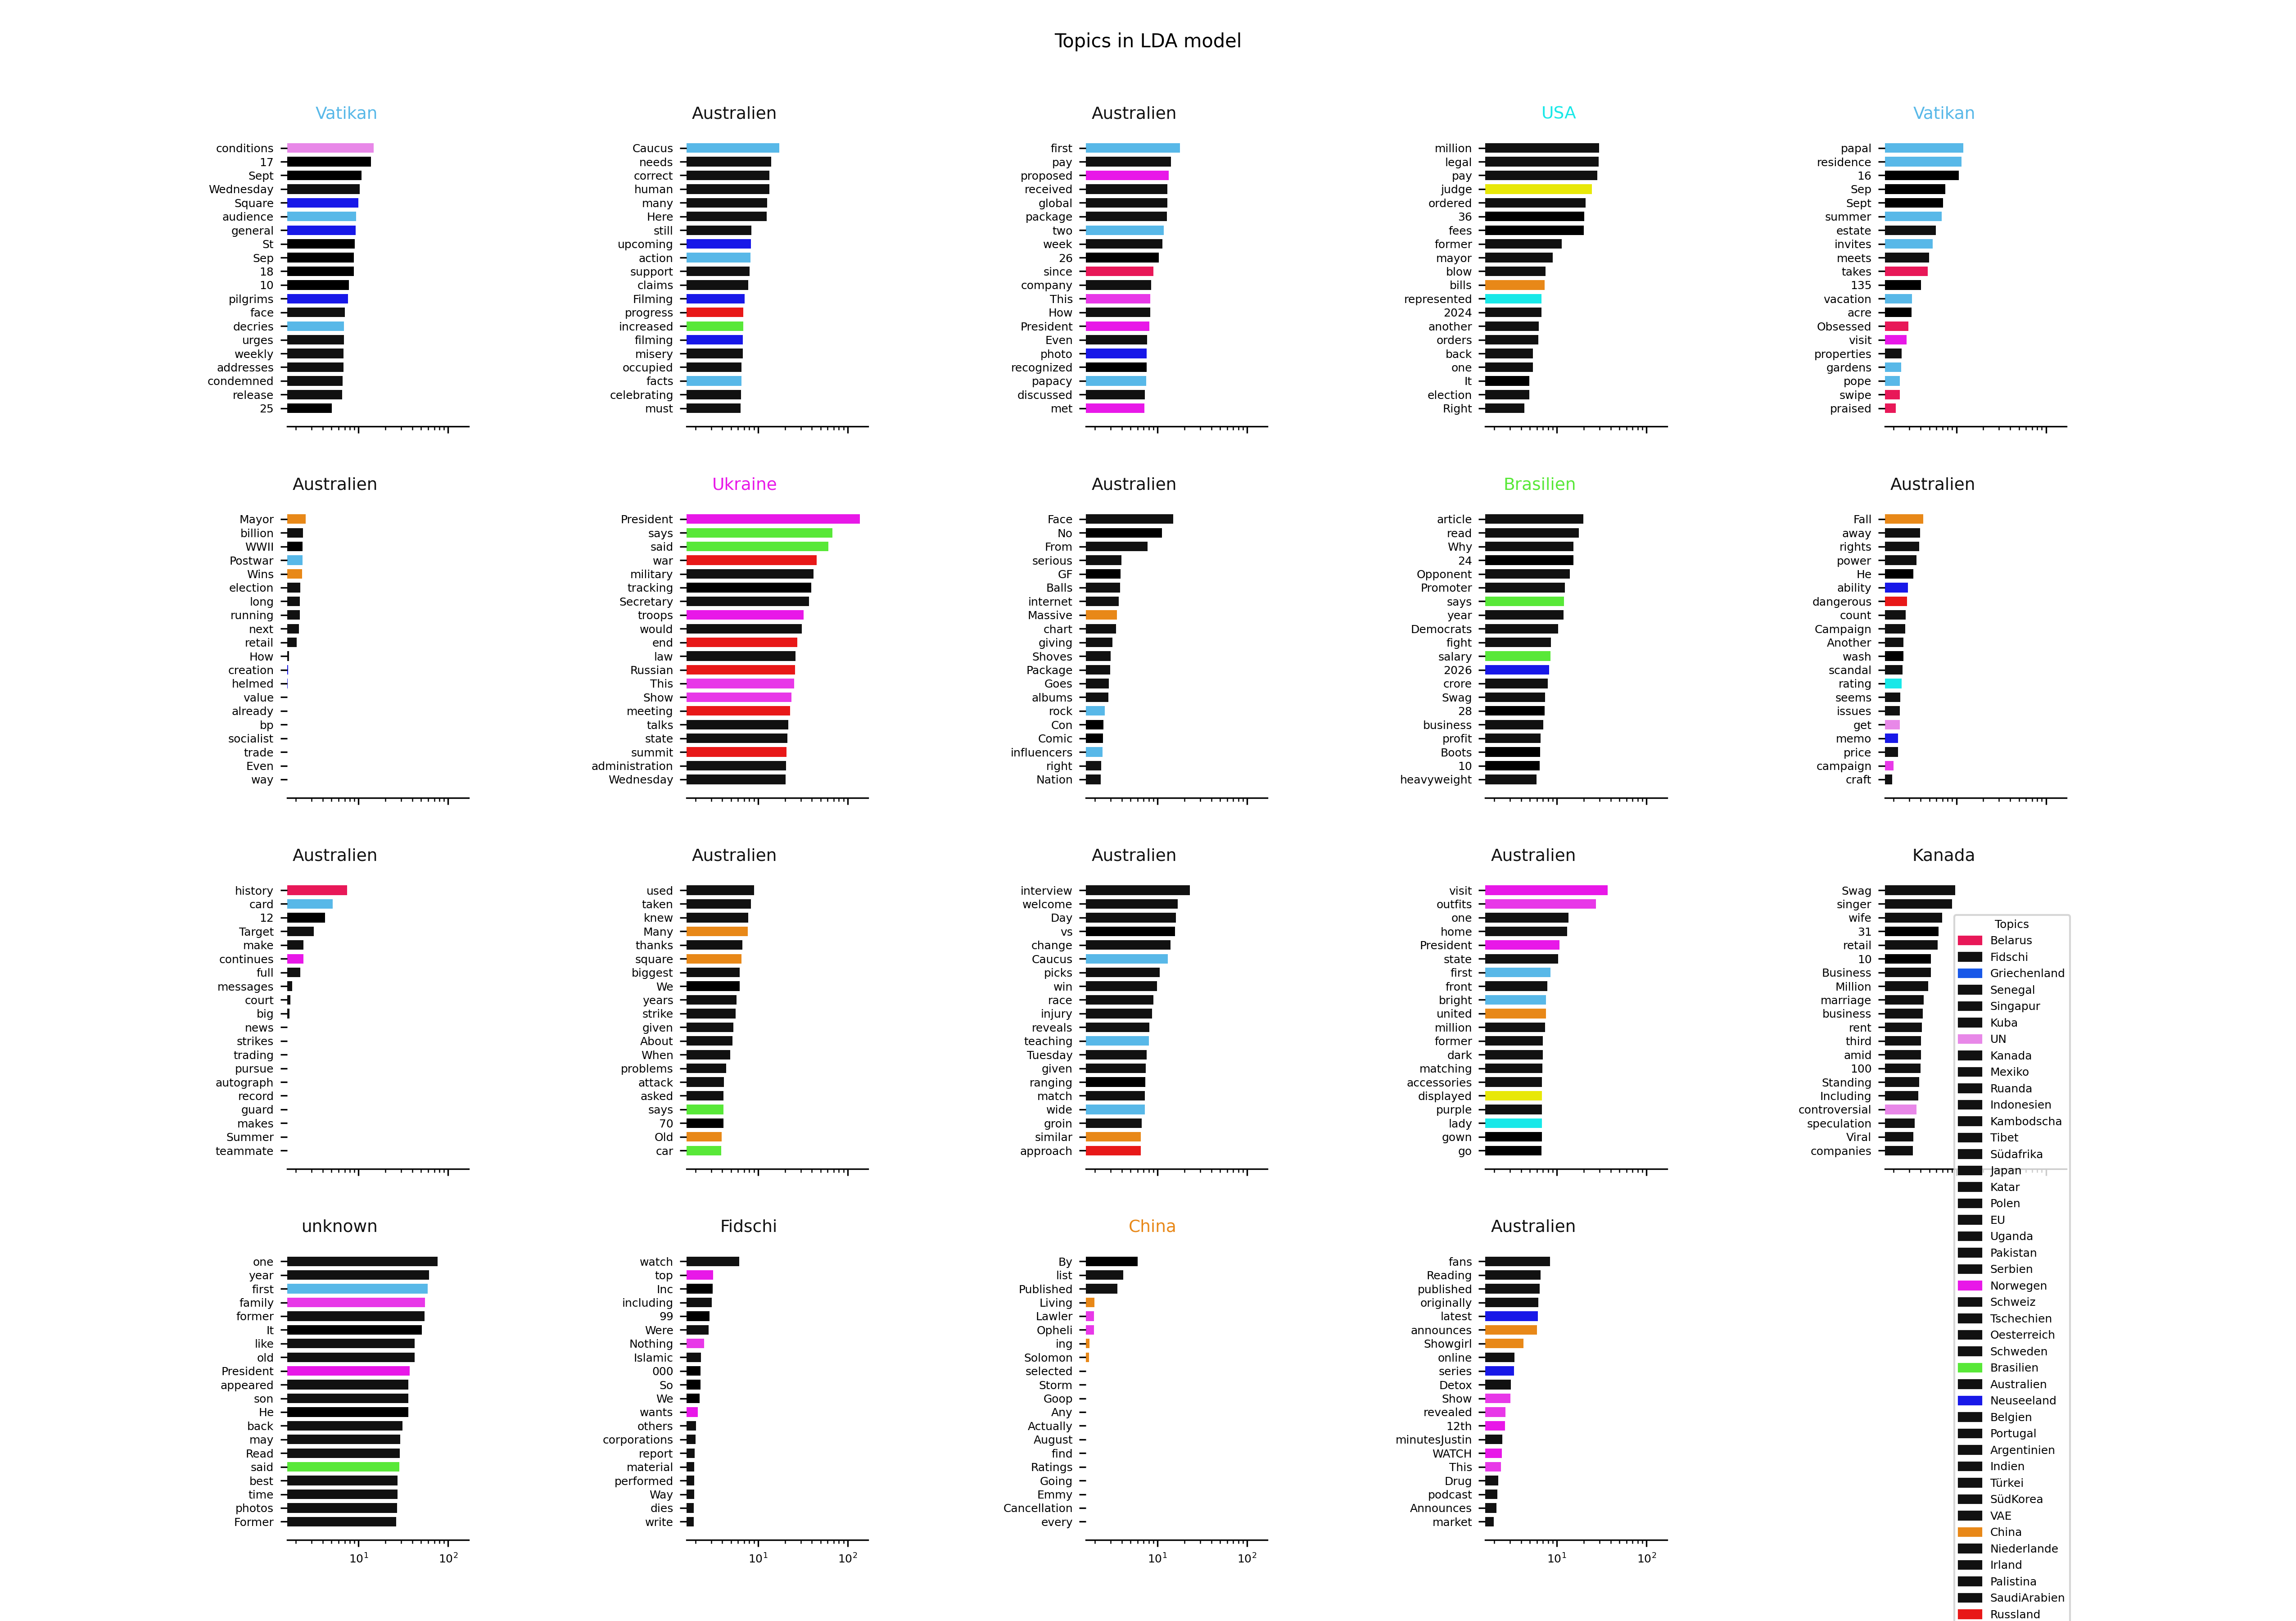 Topics in LDA model
Vatikan
conditions
17
Sept
Wednesday
Square
audience
general
St
Sep
18
10
pilgrims
face
decries
urges
weekly
addresses
condemned
release
25
Australien
Caucus
needs
correct
human
many
Here
still
upcoming
action
support
claims
Filming
progress
increased
filming
misery
occupied
facts
celebrating
must
Australien
first
pay
proposed
received
global
package
two
week
26
since
company
This
How
President
Even
photo
recognized
papacy
discussed
met
USA
million
legal
pay
judge
ordered
36
fees
former
mayor
blow
bills
represented
2024
another
orders
back
one
It
election
Right
Vatikan
papal
residence
16
Sep
Sept
summer
estate
invites
meets
takes
135
vacation
acre
Obsessed
visit
properties
gardens
pope
swipe
praised
Australien
Mayor
billion
WWII
Postwar
Wins
election
long
running
next
retail
How
creation
helmed
value
already
bp
socialist
trade
Even
way
Ukraine
President
says
said
war
military
tracking
Secretary
troops
would
end
law
Russian
This
Show
meeting
talks
state
summit
administration
Wednesday
Australien
Face
No
From
serious
GF
Balls
internet
Massive
chart
giving
Shoves
Package
Goes
albums
rock
Con
Comic
influencers
right
Nation
Brasilien
article
read
Why
24
Opponent
Promoter
says
year
Democrats
fight
salary
2026
crore
Swag
28
business
profit
Boots
10
heavyweight
Australien
Fall
away
rights
power
He
ability
dangerous
count
Campaign
Another
wash
scandal
rating
seems
issues
get
memo
price
campaign
craft
Australien
history
card
12
Target
make
continues
full
messages
court
big
news
strikes
trading
pursue
autograph
record
guard
makes
Summer
teammate
Australien
used
taken
knew
Many
thanks
square
biggest
We
years
strike
given
About
When
problems
attack
asked
says
70
Old
car
Australien
interview
welcome
Day
vs
change
Caucus
picks
win
race
injury
reveals
teaching
Tuesday
given
ranging
match
wide
groin
similar
approach
Australien
visit
outfits
one
home
President
state
first
front
bright
united
million
former
dark
matching
accessories
displayed
purple
lady
gown
go
Kanada
Swag
singer
wife
31
retail
10
Business
Million
marriage
business
rent
third
amid
100
Standing
Including
controversial
speculation
Viral
companies
unknown
one
year
first
family
former
It
like
old
President
appeared
son
He
back
may
Read
said
best
time
photos
Former
10¹ 10²
Fidschi
watch
top
Inc
including
99
Were
Nothing
Islamic
000
So
We
wants
others
corporations
report
material
performed
Way
dies
write
10¹ 10²
China
By
list
Published
Living
Lawler
Opheli
ing
Solomon
selected
Storm
Goop
Any
Actually
August
find
Ratings
Going
Emmy
Cancellation
every
10¹ 10²
Australien
fans
Reading
published
originally
latest
announces
Showgirl
online
series
Detox
Show
revealed
12th
minutesJustin
WATCH
This
Drug
podcast
Announces
market
10¹ 10²
Topics
Belarus
Fidschi
Griechenland
Senegal
Singapur
Kuba
UN
Kanada
Mexiko
Ruanda
Indonesien
Kambodscha
Tibet
Südafrika
Japan
Katar
Polen
EU
Uganda
Pakistan
Serbien
Norwegen
Schweiz
Tschechien
Oesterreich
Schweden
Brasilien
Australien
Neuseeland
Belgien
Portugal
Argentinien
Indien
Türkei
SüdKorea
VAE
China
Niederlande
Irland
Palistina
SaudiArabien
Russland